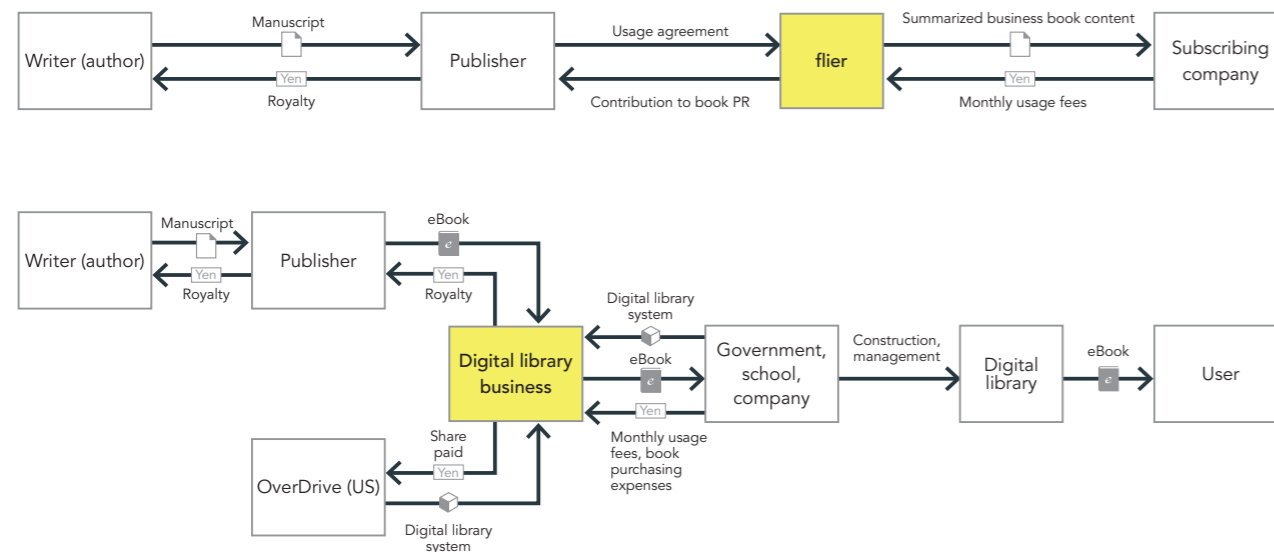 Manuscript
Writer (author)
Yen
Royalty
Publisher
Usage agreement
Contribution to book PR
flier
Summarized business book content
Yen
Monthly usage fees
Subscribing
company
Writer (author)
Manuscript
Yen
Royalty
Publisher
eBook
e
Yen
Royalty
Digital library
business
Digital library
system
eBook
e
Yen
Monthly usage
fees, book
purchasing
expenses
Government,
school,
company
Construction,
management
Digital
library
eBook
e
User
Share
paid
Yen
OverDrive (US)
Digital library
system